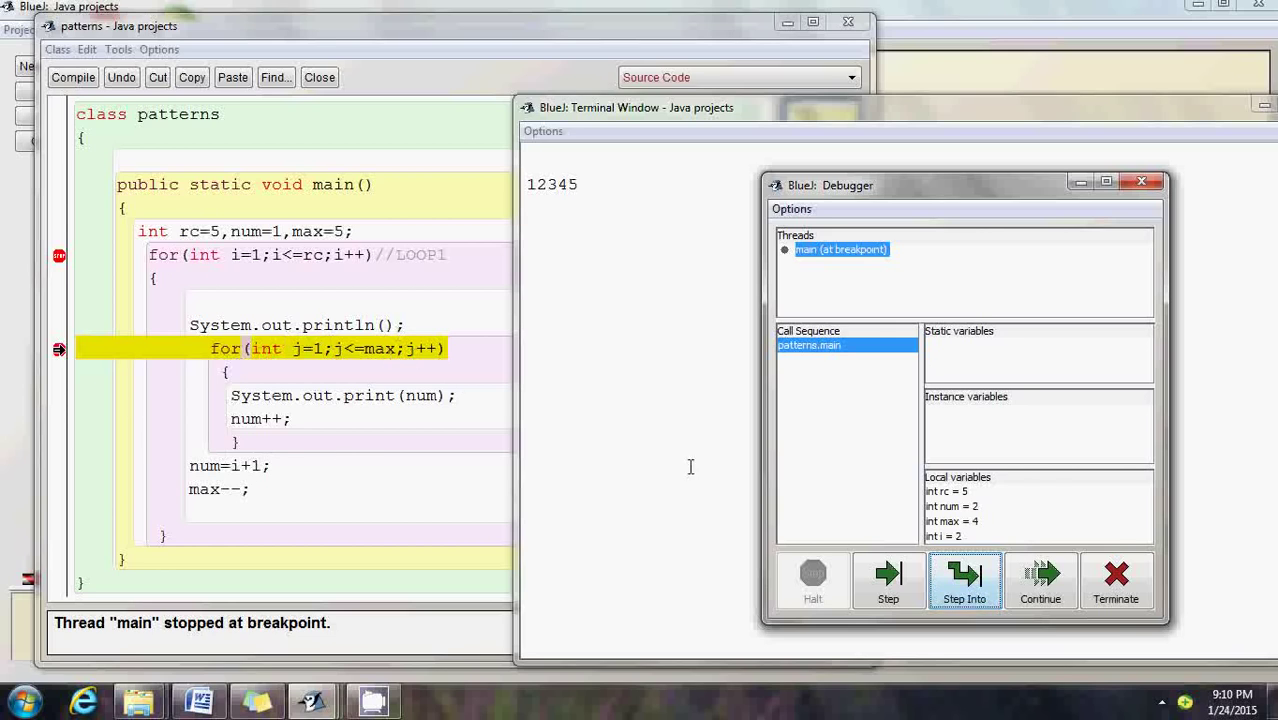 BlueJ: Java projects
patterns - Java projects
Class Edit Tools Options
Compile Undo Cut Copy Paste Find... Close Source Code
class patterns
{
public static void main()
{
int rc=5,num=1,max=5;
for(int i=1;i<=rc;i++)//LOOP1
{
System.out.println();
for(int j=1;j<=max;j++)
{
System.out.print(num);
num++;
}
num=i+1;
max--;
}
}
}
Thread "main" stopped at breakpoint.
BlueJ: Terminal Window - Java projects
Options
12345
BlueJ: Debugger
Options
Threads
main (at breakpoint)
Call Sequence
patterns.main
Static variables
Instance variables
Local variables
int rc = 5
int num = 2
int max = 4
int i = 2
Halt Step Step Into Continue Terminate
9:10 PM
1/24/2015